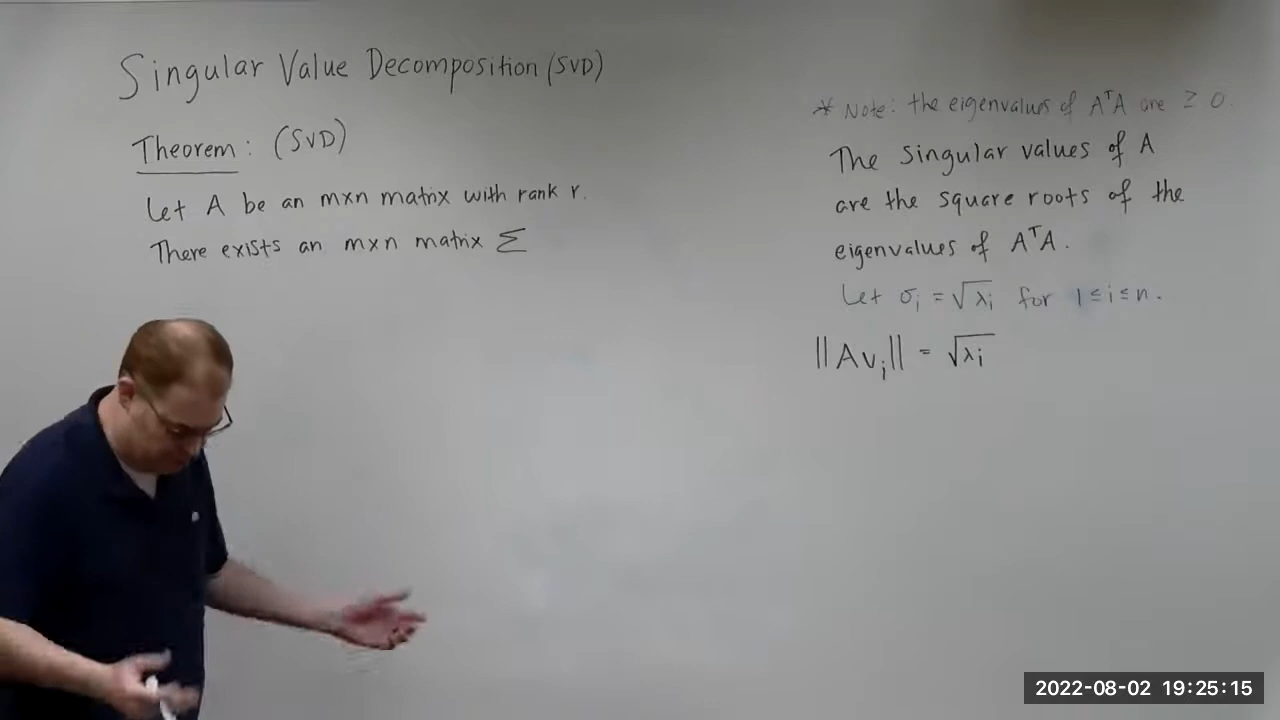 Singular Value Decomposition (SVD)
Theorem: (SVD)
Let A be an m×n matrix with rank r.
There exists an m×n matrix Σ
* Note: the eigenvalues of AᵀA are ≥ 0.
The singular values of A
are the square roots of the
eigenvalues of AᵀA.
Let σᵢ = √λᵢ for 1≤i≤n.
||Avᵢ|| = √λᵢ
2022-08-02 19:25:15